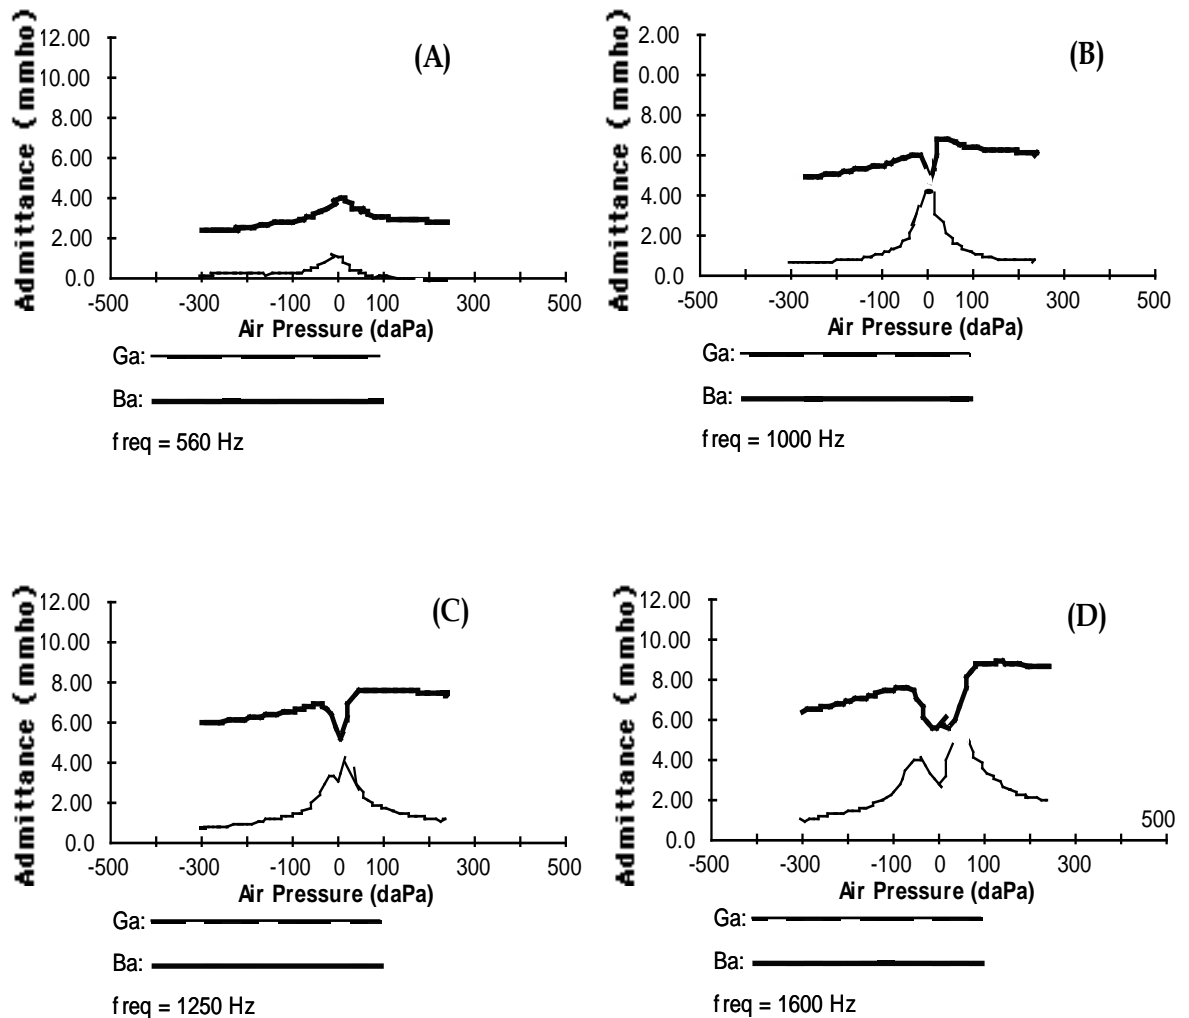 (A)
Admittance (mmho)
12.00
10.00
8.00
6.00
4.00
2.00
0.0
-500
-300
-100
0
100
300
500
Air Pressure (daPa)
Ga:
Ba:
freq = 560 Hz
(B)
Admittance (mmho)
2.00
0.00
8.00
6.00
4.00
2.00
0.0
-500
-300
-100
0
100
300
500
Air Pressure (daPa)
Ga:
Ba:
freq = 1000 Hz
(C)
Admittance (mmho)
12.00
10.00
8.00
6.00
4.00
2.00
0.0
-500
-300
-100
0
100
300
500
Air Pressure (daPa)
Ga:
Ba:
freq = 1250 Hz
(D)
Admittance (mmho)
12.00
10.00
8.00
6.00
4.00
2.00
0.0
-500
-300
-100
0
100
300
500
Air Pressure (daPa)
Ga:
Ba:
freq = 1600 Hz